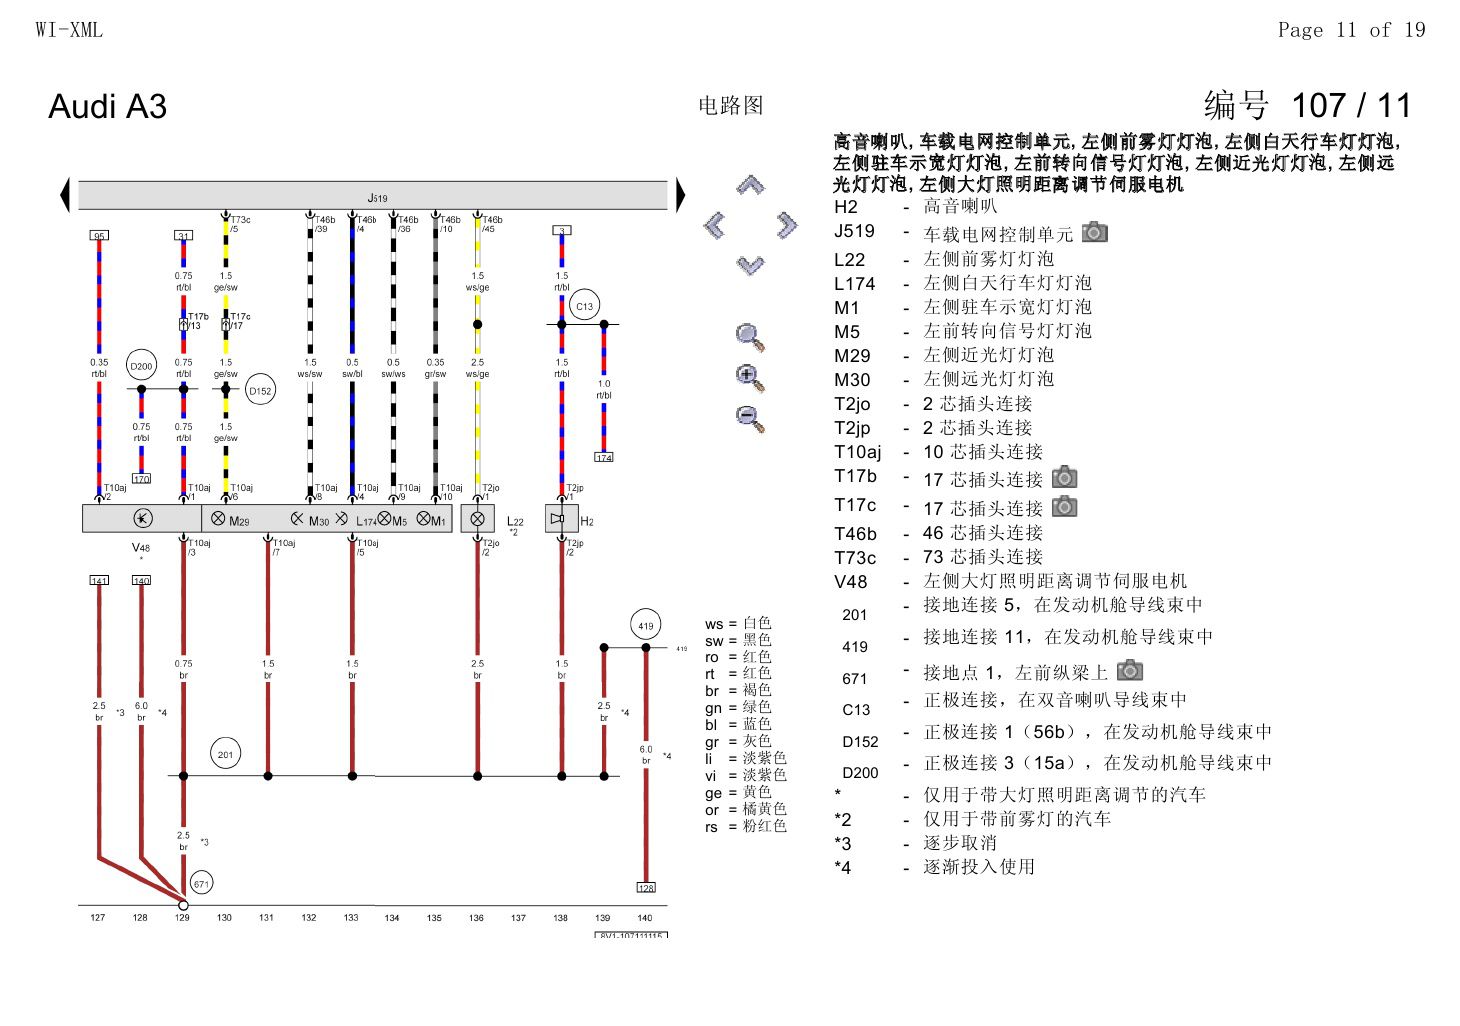 WI-XML
Page 11 of 19
Audi A3
电路图
编号 107 / 11
高音喇叭, 车载电网控制单元, 左侧前雾灯灯泡, 左侧白天行车灯灯泡,
左侧驻车示宽灯灯泡, 左前转向信号灯灯泡, 左侧近光灯灯泡, 左侧远
光灯灯泡, 左侧大灯照明距离调节伺服电机
H2 - 高音喇叭
J519 - 车载电网控制单元
L22 - 左侧前雾灯灯泡
L174 - 左侧白天行车灯灯泡
M1 - 左侧驻车示宽灯灯泡
M5 - 左前转向信号灯灯泡
M29 - 左侧近光灯灯泡
M30 - 左侧远光灯灯泡
T2jo - 2 芯插头连接
T2jp - 2 芯插头连接
T10aj - 10 芯插头连接
T17b - 17 芯插头连接
T17c - 17 芯插头连接
T46b - 46 芯插头连接
T73c - 73 芯插头连接
V48 - 左侧大灯照明距离调节伺服电机
201 - 接地连接 5，在发动机舱导线束中
419 - 接地连接 11，在发动机舱导线束中
671 - 接地点 1，左前纵梁上
C13 - 正极连接，在双音喇叭导线束中
D152 - 正极连接 1（56b），在发动机舱导线束中
D200 - 正极连接 3（15a），在发动机舱导线束中
* - 仅用于带大灯照明距离调节的汽车
*2 - 仅用于带前雾灯的汽车
*3 - 逐步取消
*4 - 逐渐投入使用
J519
T73c T46b T46b T46b T46b T46b
/5 /39 /4 /36 /10 /45
95 31 3
0.75 1.5 1.5 1.5
rt/bl ge/sw ws/ge rt/bl
C13
T17b T17c
/13 /17
D200
0.35 0.75 1.5 1.5 0.5 0.5 0.35 2.5 1.5
rt/bl rt/bl ge/sw ws/sw sw/bl sw/ws gr/sw ws/ge rt/bl
1.0
rt/bl
D152
0.75 0.75 1.5
rt/bl rt/bl ge/sw
174
170
T10aj T10aj T10aj T10aj T10aj T10aj T10aj T2jo T2jp
/2 /1 /6 /8 /4 /9 /10 /1 /1
M29 M30 L174 M5 M1 L22 H2
*2
T10aj T10aj T10aj T2jo T2jp
/3 /7 /5 /2 /2
V48
*
141 140
419
419
0.75 1.5 1.5 2.5 1.5
br br br br br
2.5 *3 6.0 *4 2.5 *4
br br br
201
6.0 *4
br
2.5 *3
br
671
128
127 128 129 130 131 132 133 134 135 136 137 138 139 140
8V1-107111115
ws = 白色
sw = 黑色
ro = 红色
rt = 红色
br = 褐色
gn = 绿色
bl = 蓝色
gr = 灰色
li = 淡紫色
vi = 淡紫色
ge = 黄色
or = 橘黄色
rs = 粉红色